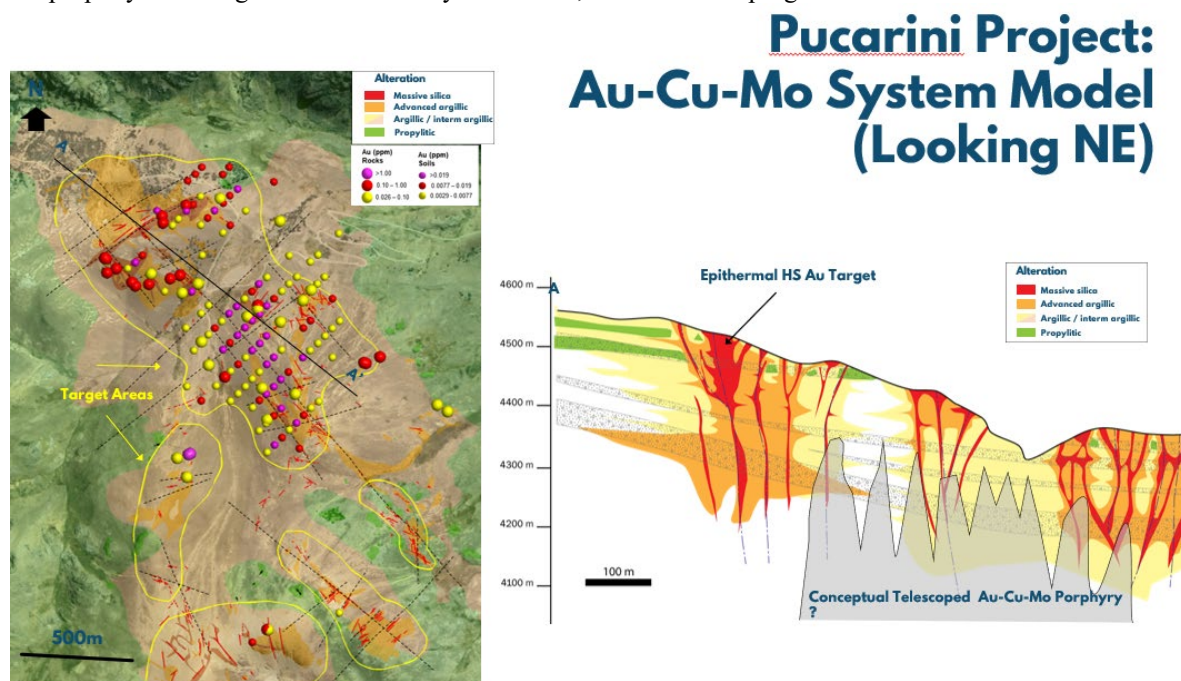 Pucarini Project:
Au-Cu-Mo System Model
(Looking NE)
N
A
Alteration
Massive silica
Advanced argillic
Argillic / interm argillic
Propylitic
Au (ppm)
Rocks
>1.00
0.10 – 1.00
0.026 – 0.10
Au (ppm)
Soils
>0.019
0.0077 – 0.019
0.0029 - 0.0077
A'
Target Areas
500m
Epithermal HS Au Target
Alteration
Massive silica
Advanced argillic
Argillic / interm argillic
Propylitic
A
4600 m
4500 m
4400 m
4300 m
4200 m
4100 m
100 m
Conceptual Telescoped Au-Cu-Mo Porphyry
?